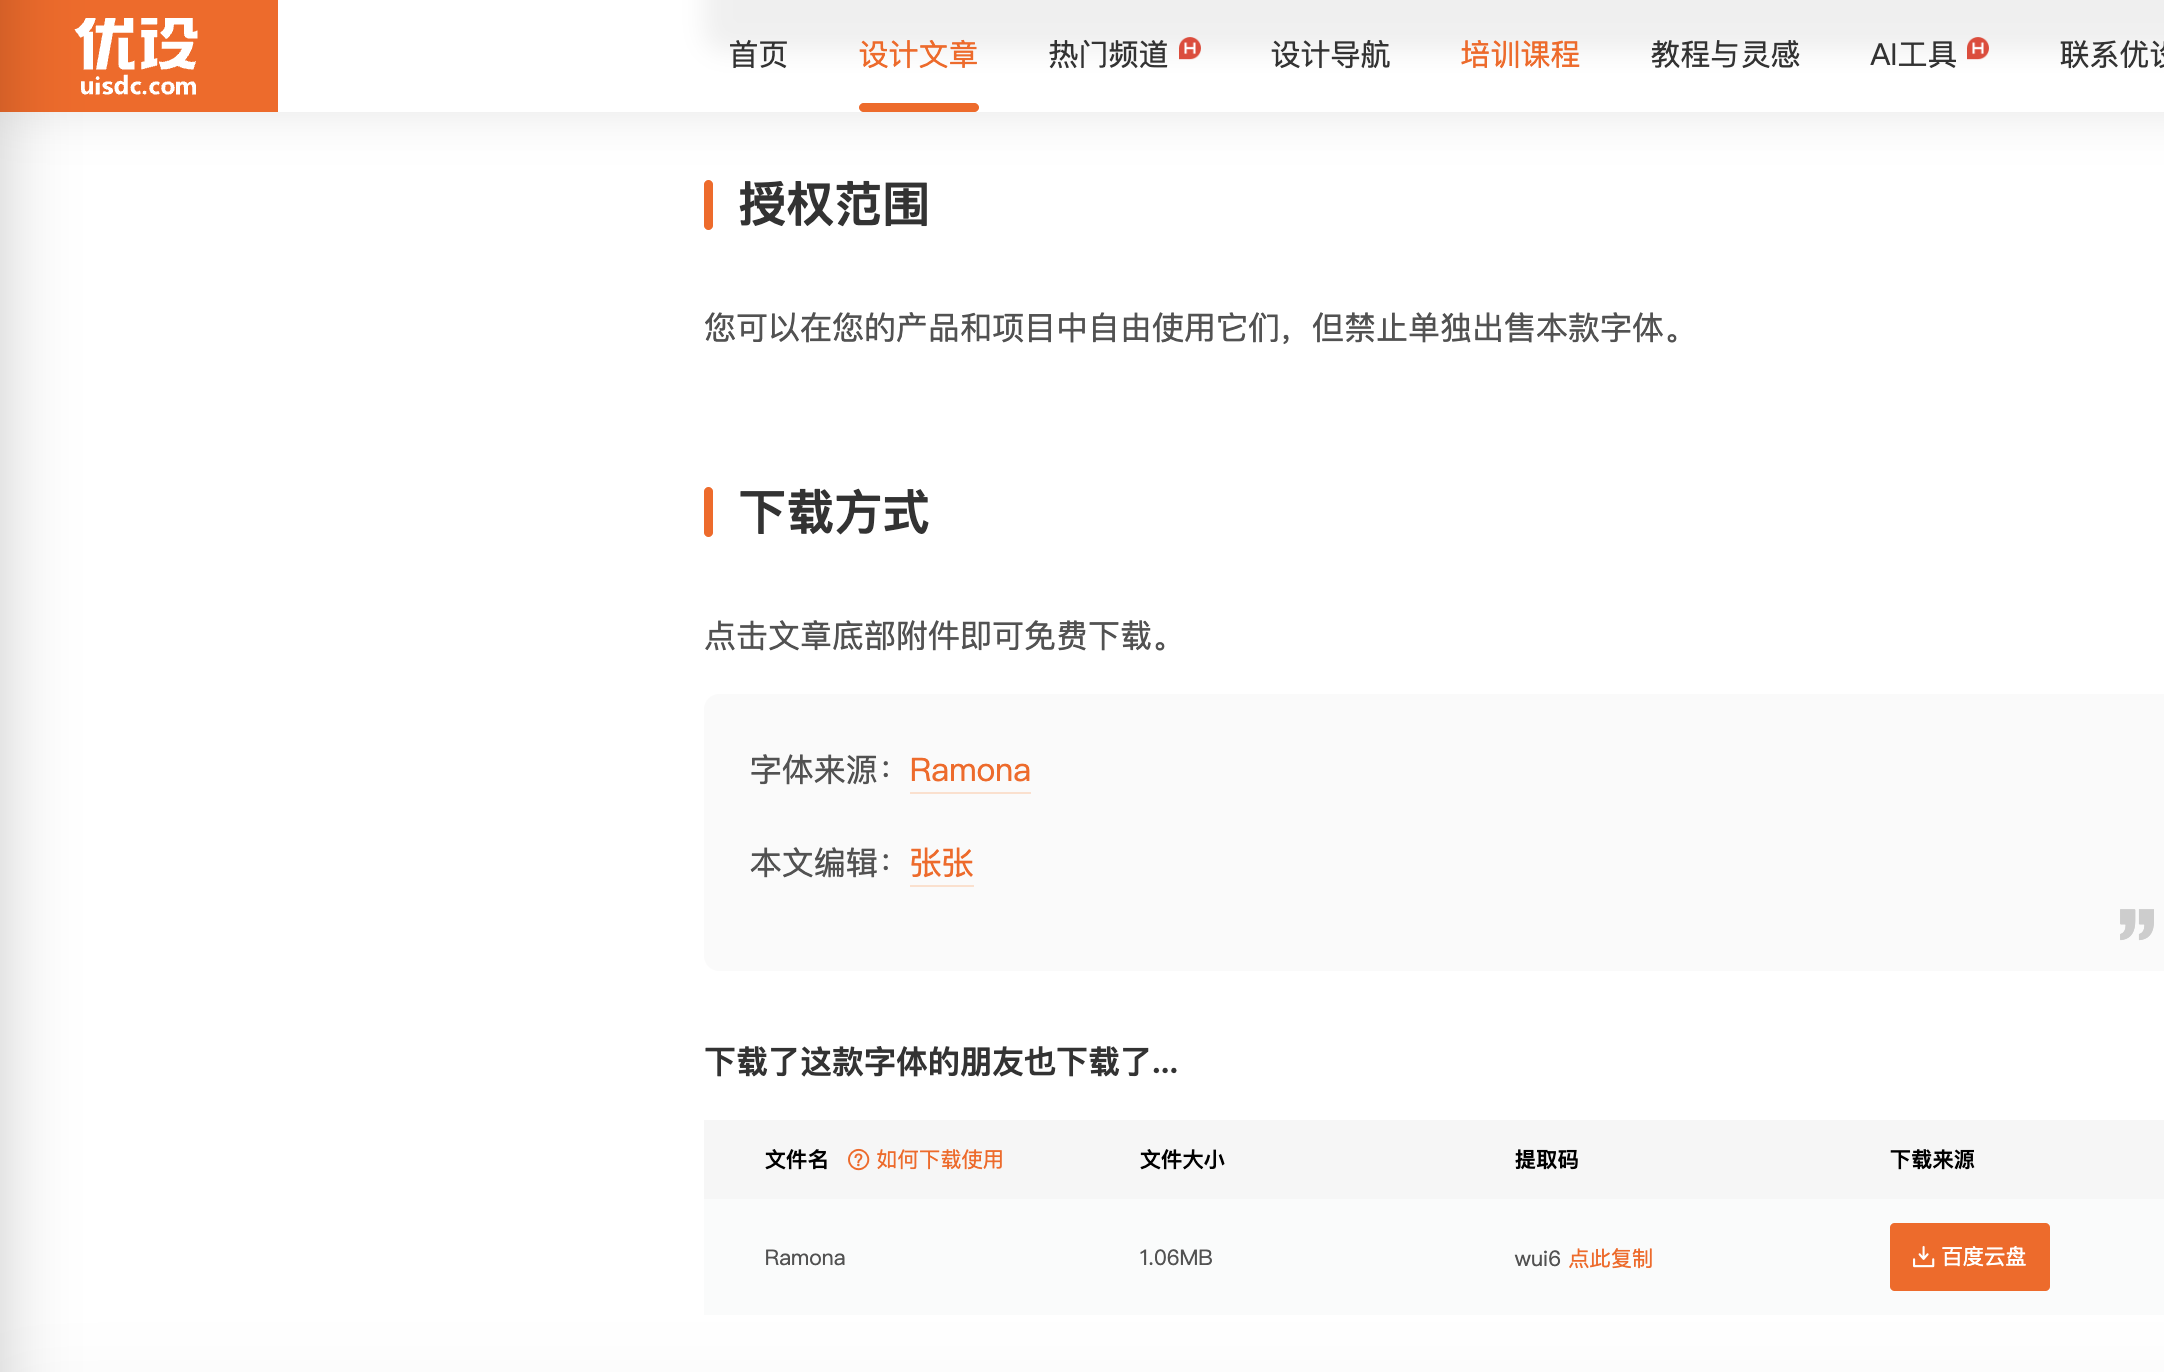 优设
uisdc.com
首页 设计文章 热门频道 H 设计导航 培训课程 教程与灵感 AI工具 H 联系优设
授权范围
您可以在您的产品和项目中自由使用它们，但禁止单独出售本款字体。
下载方式
点击文章底部附件即可免费下载。
字体来源：Ramona
本文编辑：张张
下载了这款字体的朋友也下载了...
文件名 如何下载使用 文件大小 提取码 下载来源
Ramona 1.06MB wui6 点此复制 百度云盘